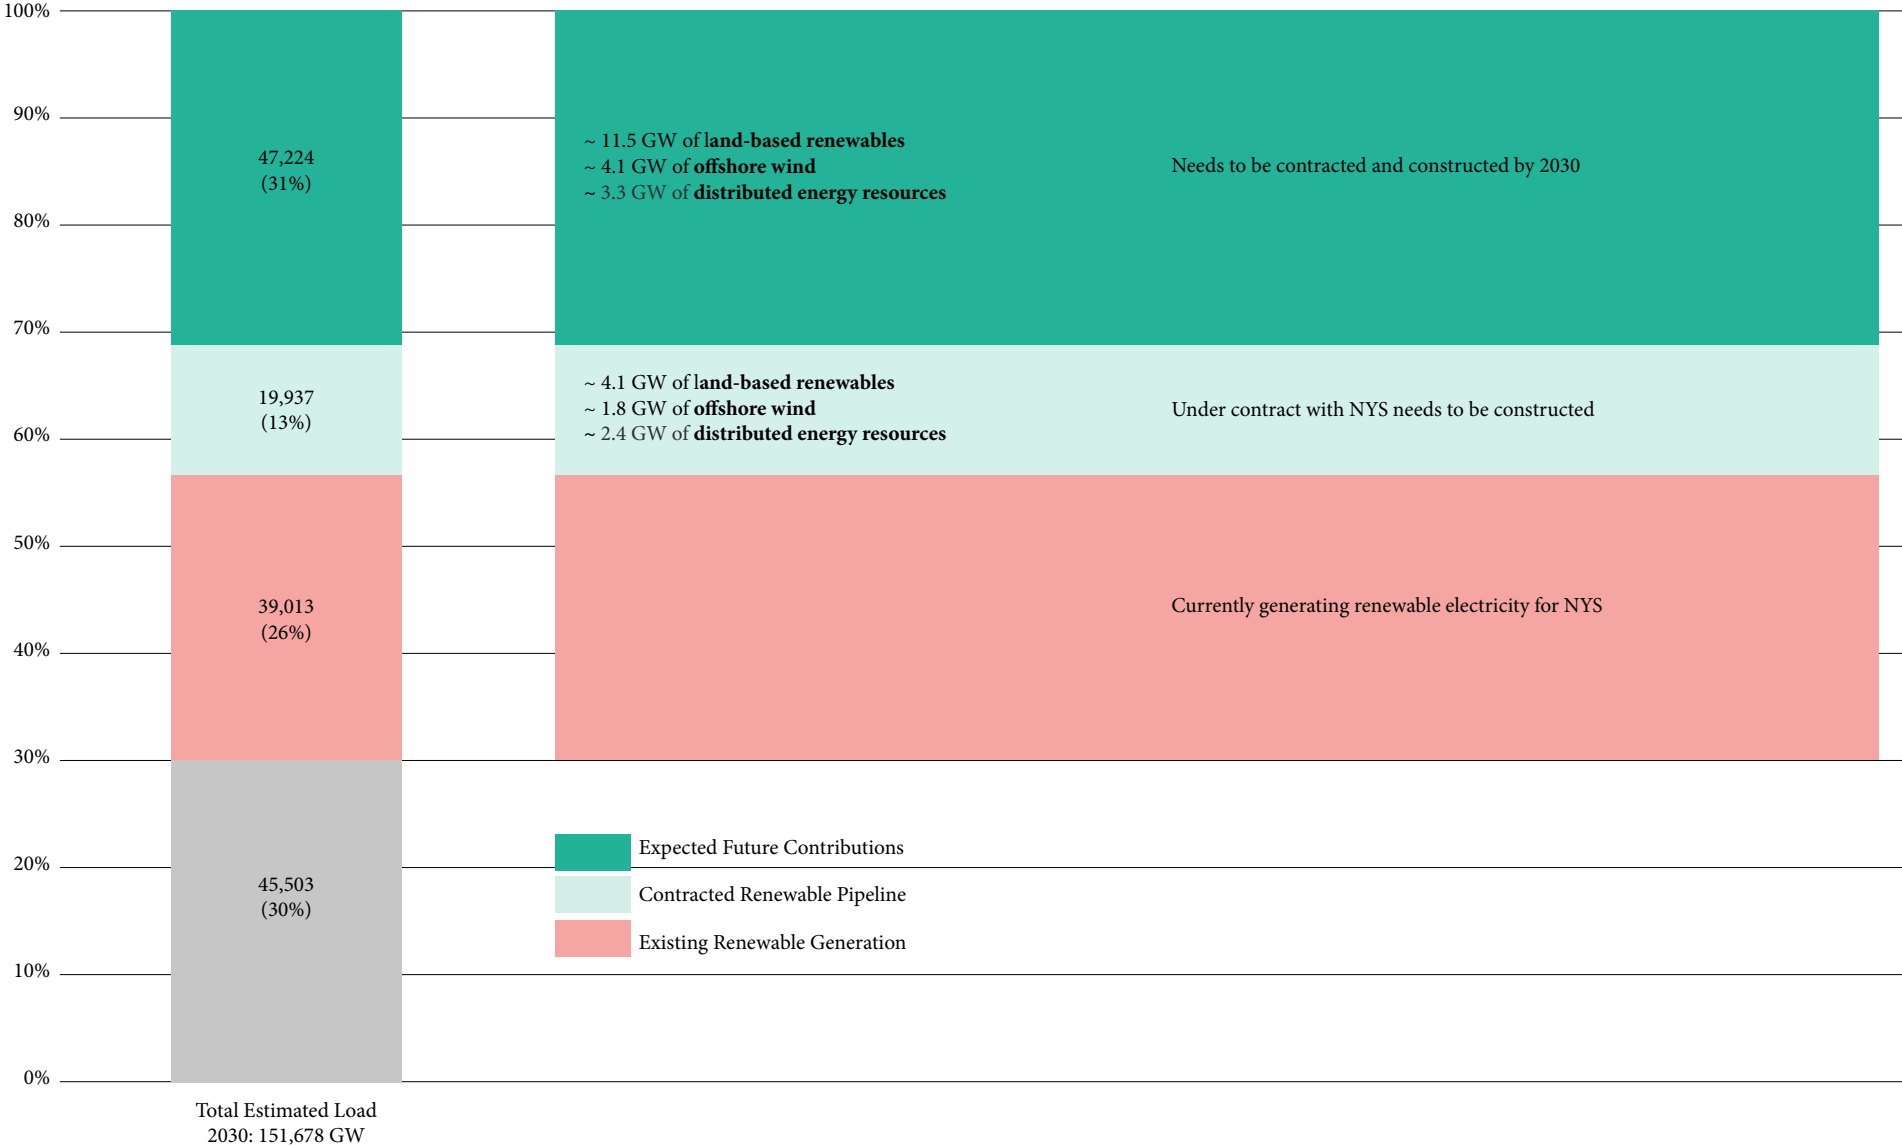 100%
90%
80%
70%
60%
50%
40%
30%
20%
10%
0%
47,224
(31%)
19,937
(13%)
39,013
(26%)
45,503
(30%)
Total Estimated Load
2030: 151,678 GW
~ 11.5 GW of land-based renewables
~ 4.1 GW of offshore wind
~ 3.3 GW of distributed energy resources
Needs to be contracted and constructed by 2030
~ 4.1 GW of land-based renewables
~ 1.8 GW of offshore wind
~ 2.4 GW of distributed energy resources
Under contract with NYS needs to be constructed
Currently generating renewable electricity for NYS
Expected Future Contributions
Contracted Renewable Pipeline
Existing Renewable Generation